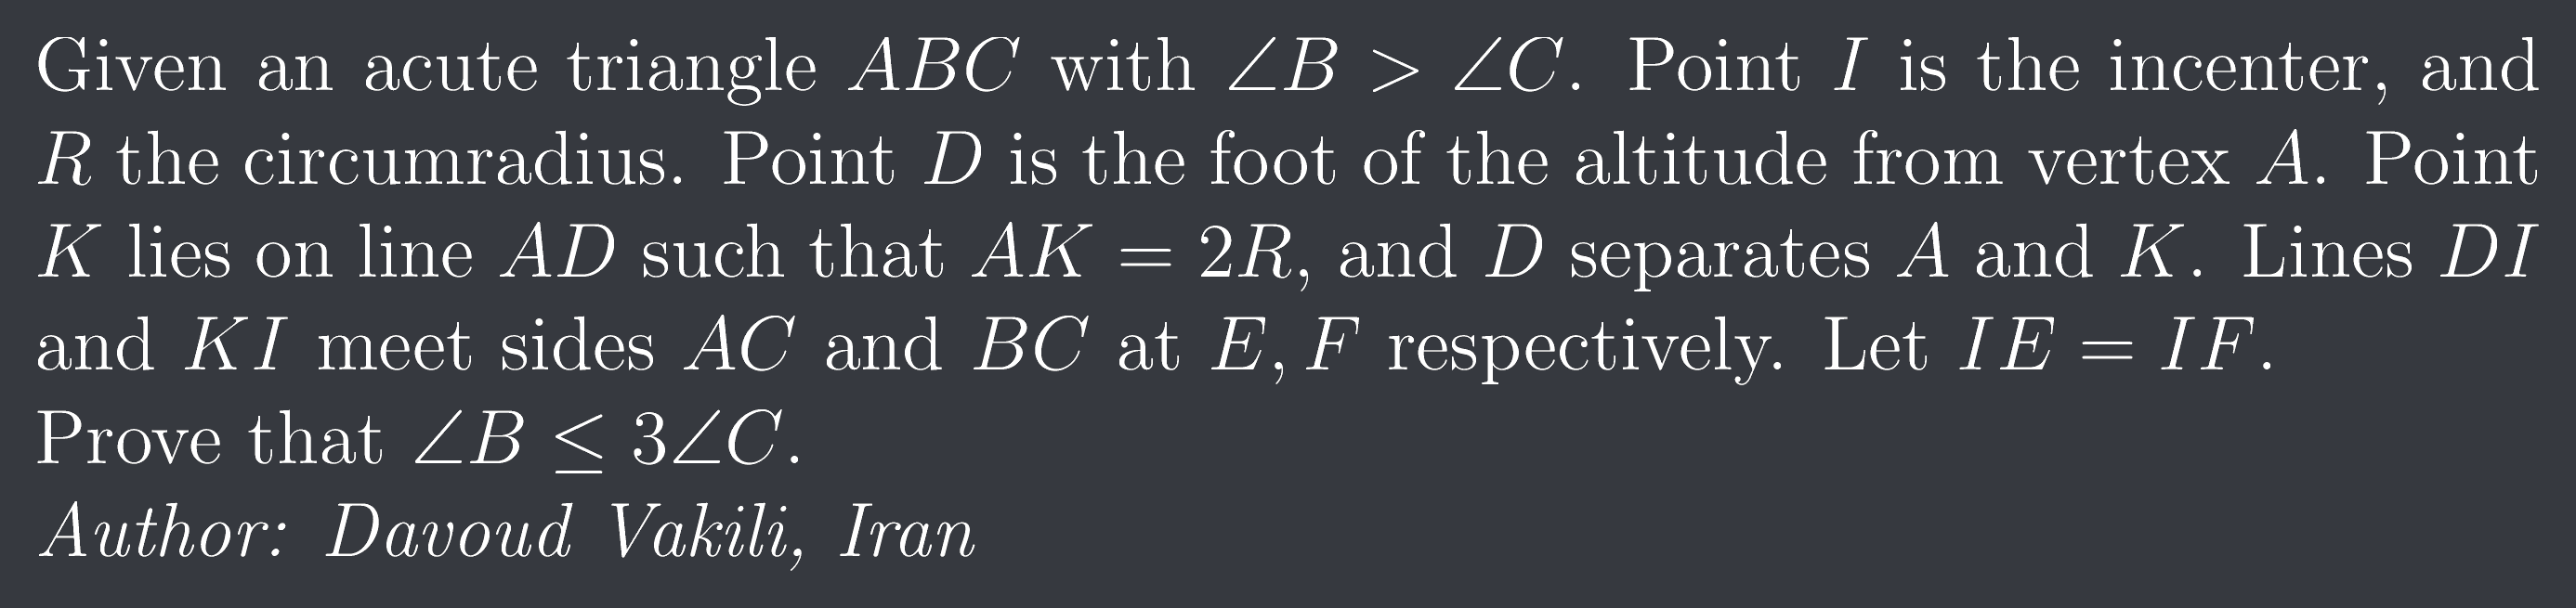 Given an acute triangle ABC with ∠B > ∠C. Point I is the incenter, and
R the circumradius. Point D is the foot of the altitude from vertex A. Point
K lies on line AD such that AK = 2R, and D separates A and K. Lines DI
and KI meet sides AC and BC at E, F respectively. Let IE = IF.
Prove that ∠B ≤ 3∠C.
Author: Davoud Vakili, Iran